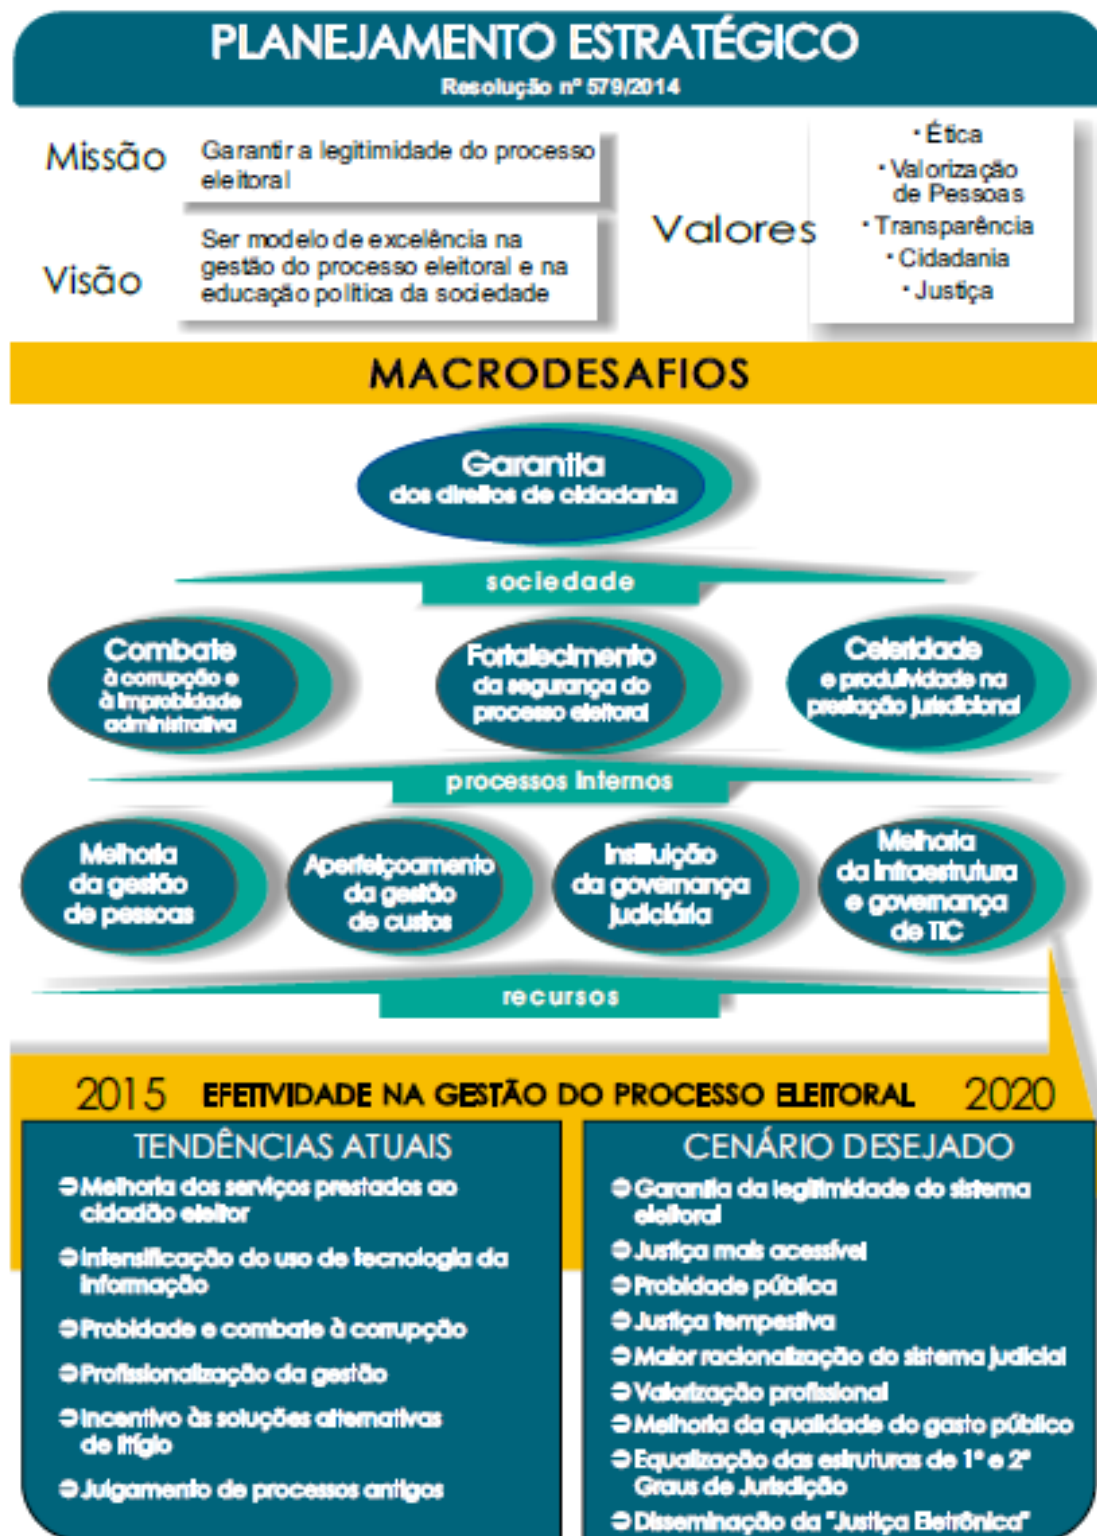 PLANEJAMENTO ESTRATÉGICO
Resolução nº 579/2014
Missão
Garantir a legitimidade do processo
eleitoral
Visão
Ser modelo de excelência na
gestão do processo eleitoral e na
educação política da sociedade
Valores
· Ética
· Valorização
de Pessoas
· Transparência
· Cidadania
· Justiça
MACRODESAFIOS
Garantia
dos direitos de cidadania
sociedade
Combate
à corrupção e
à improbidade
administrativa
Fortalecimento
da segurança do
processo eleitoral
Celeridade
e produtividade na
prestação jurisdicional
processos internos
Melhoria
da gestão
de pessoas
Aperfeiçoamento
da gestão
de custos
Instituição
da governança
judiciária
Melhoria
da infraestrutura
e governança
de TIC
recursos
2015 EFETIVIDADE NA GESTÃO DO PROCESSO ELEITORAL 2020
TENDÊNCIAS ATUAIS
➲ Melhoria dos serviços prestados ao
cidadão eleitor
➲ Intensificação do uso de tecnologia da
informação
➲ Probidade e combate à corrupção
➲ Profissionalização da gestão
➲ Incentivo às soluções alternativas
de litígio
➲ Julgamento de processos antigos
CENÁRIO DESEJADO
➲ Garantia da legitimidade do sistema
eleitoral
➲ Justiça mais acessível
➲ Probidade pública
➲ Justiça tempestiva
➲ Maior racionalização do sistema judicial
➲ Valorização profissional
➲ Melhoria da qualidade do gasto público
➲ Equalização das estruturas de 1º e 2º
Graus de Jurisdição
➲ Disseminação da "Justiça Eletrônica"